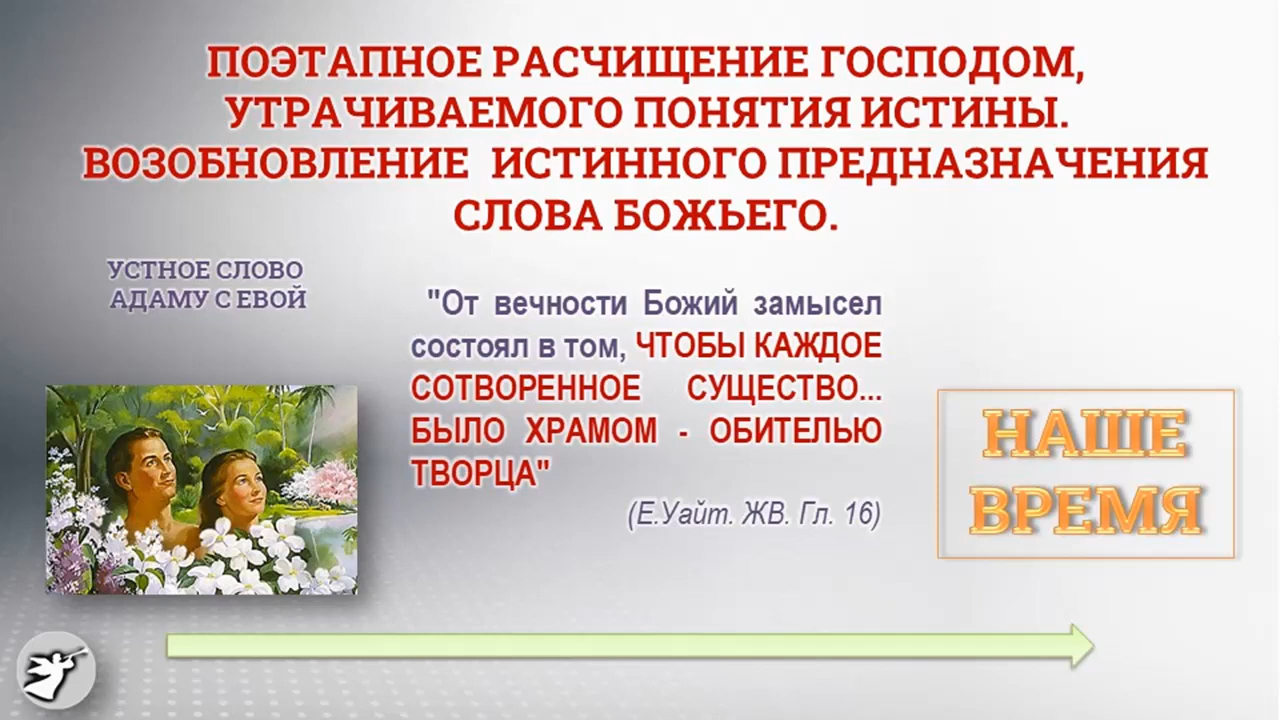 ПОЭТАПНОЕ РАСЧИЩЕНИЕ ГОСПОДОМ,
УТРАЧИВАЕМОГО ПОНЯТИЯ ИСТИНЫ.
ВОЗОБНОВЛЕНИЕ ИСТИННОГО ПРЕДНАЗНАЧЕНИЯ
СЛОВА БОЖЬЕГО.
УСТНОЕ СЛОВО
АДАМУ С ЕВОЙ
"От вечности Божий замысел
состоял в том, ЧТОБЫ КАЖДОЕ
СОТВОРЕННОЕ СУЩЕСТВО...
БЫЛО ХРАМОМ - ОБИТЕЛЬЮ
ТВОРЦА"
(Е.Уайт. ЖВ. Гл. 16)
НАШЕ
ВРЕМЯ